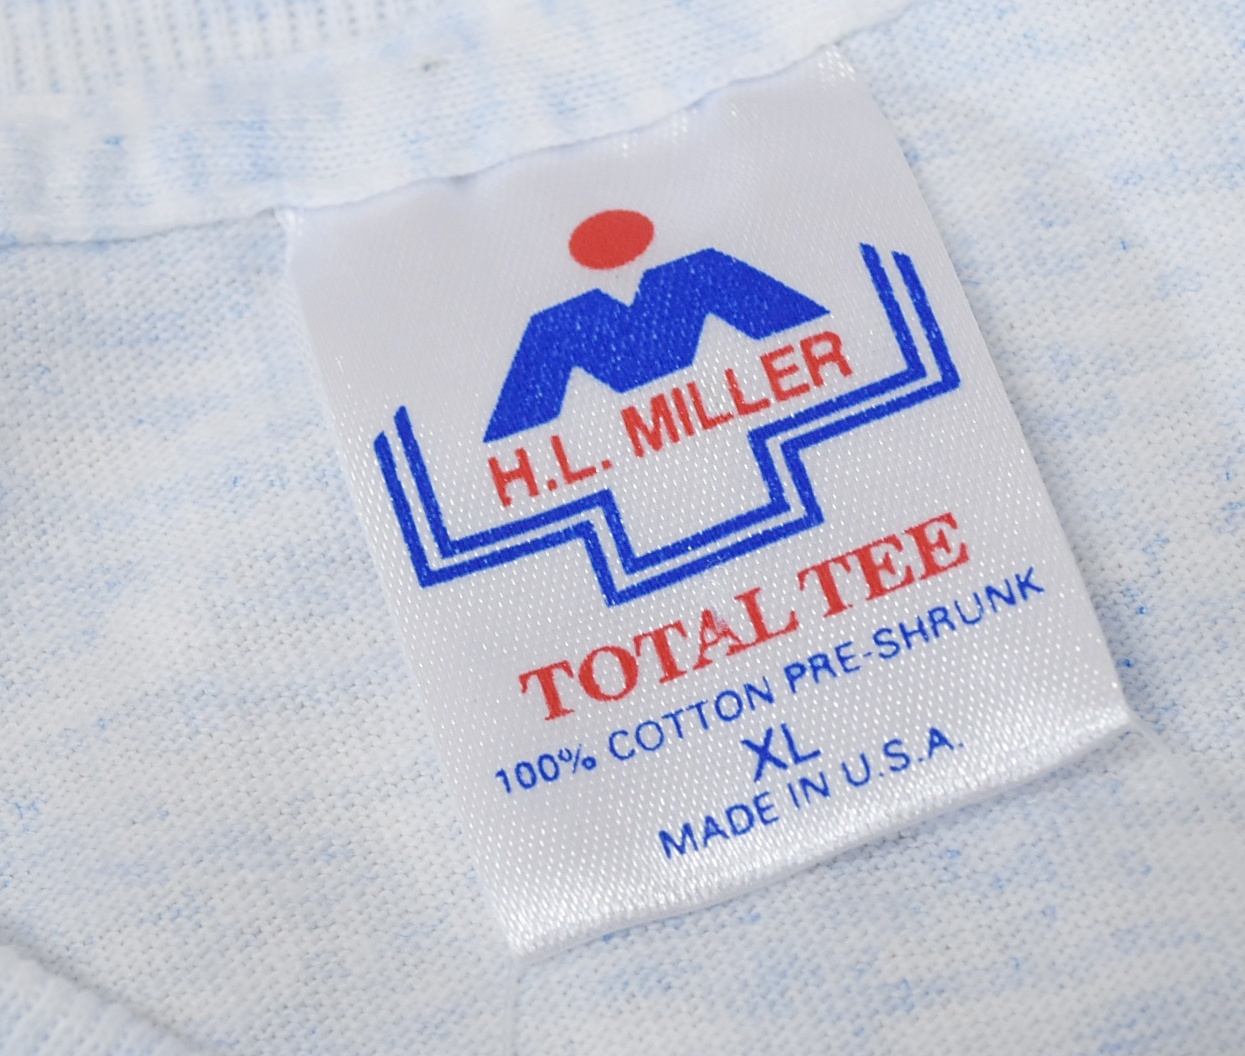 H.L. MILLER
TOTAL TEE
100% COTTON PRE-SHRUNK
XL
MADE IN U.S.A.